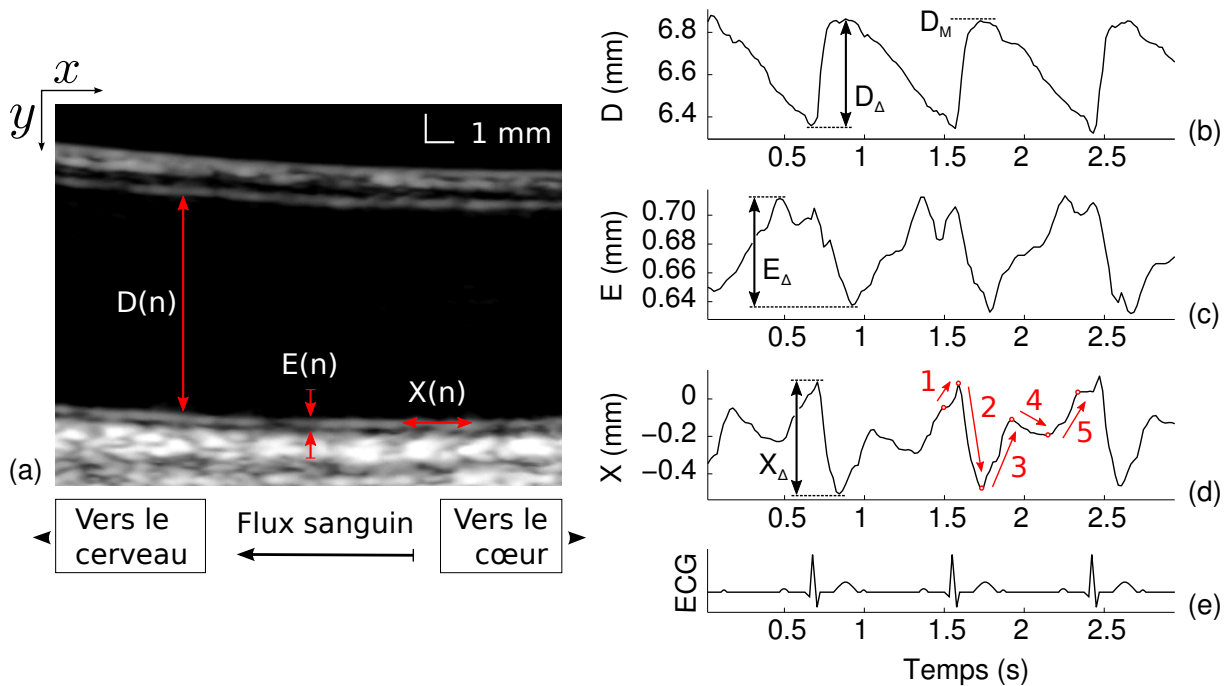 x
y
1 mm
D(n)
E(n)
X(n)
(a)
Vers le
cerveau
Flux sanguin
Vers le
cœur
D (mm)
6.8
6.6
6.4
D_M
D_Δ
0.5 1 1.5 2 2.5
(b)
E (mm)
0.70
0.68
0.66
0.64
E_Δ
0.5 1 1.5 2 2.5
(c)
X (mm)
0
−0.2
−0.4
X_Δ
1 2 3 4 5
0.5 1 1.5 2 2.5
(d)
ECG
0.5 1 1.5 2 2.5
(e)
Temps (s)